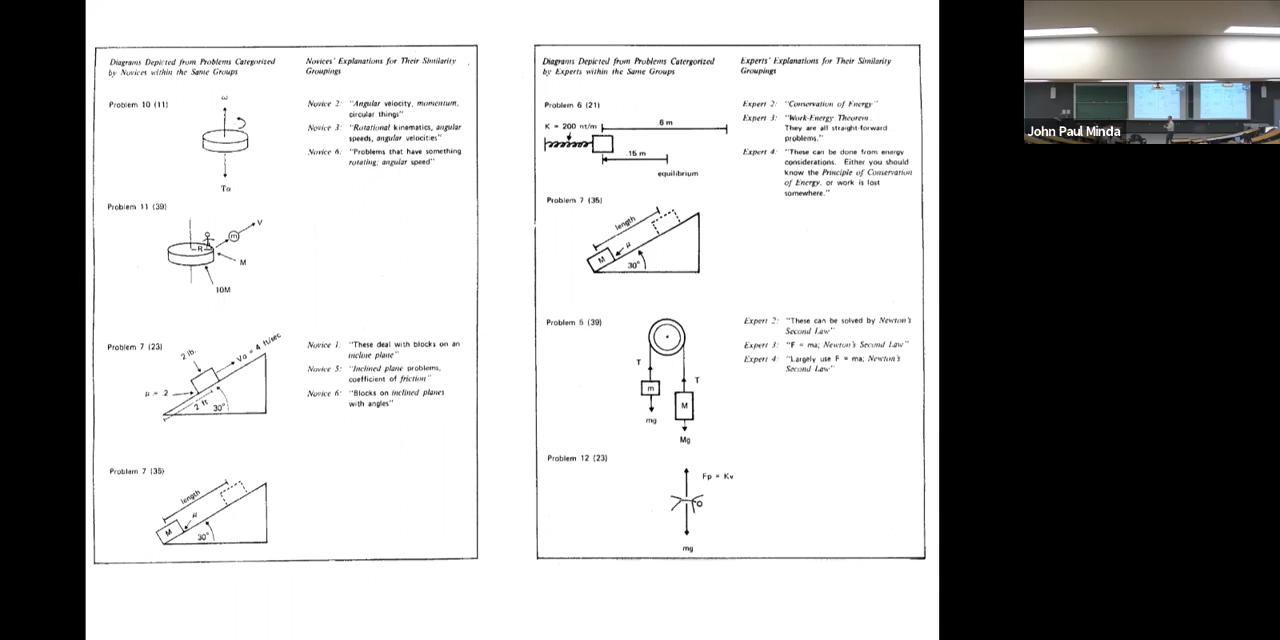 Diagrams Depicted from Problems Categorized
by Novices within the Same Groups
Novices' Explanations for Their Similarity
Groupings
Problem 10 (11)
ω
Tα
Novice 2: "Angular velocity, momentum,
circular things"
Novice 3: "Rotational kinematics, angular
speeds, angular velocities"
Novice 6: "Problems that have something
rotating; angular speed"
Problem 11 (39)
V
m
R
M
10M
Problem 7 (23)
2 lb.
Vo = 4 ft/sec
μ = .2
2 ft
30°
Novice 1: "These deal with blocks on an
incline plane"
Novice 5: "Inclined plane problems,
coefficient of friction"
Novice 6: "Blocks on inclined planes
with angles"
Problem 7 (35)
length
M
μ
30°
Diagrams Depicted from Problems Catergorized
by Experts within the Same Groups
Experts' Explanations for Their Similarity
Groupings
Problem 6 (21)
K = 200 nt/m
.6 m
.15 m
equilibrium
Expert 2: "Conservation of Energy"
Expert 3: "Work-Energy Theorem.
They are all straight-forward
problems."
Expert 4: "These can be done from energy
considerations. Either you should
know the Principle of Conservation
of Energy, or work is lost
somewhere."
Problem 7 (35)
length
M
μ
30°
Problem 5 (39)
T
T
m
M
mg
Mg
Expert 2: "These can be solved by Newton's
Second Law"
Expert 3: "F = ma; Newton's Second Law"
Expert 4: "Largely use F = ma; Newton's
Second Law"
Problem 12 (23)
Fp = Kv
mg
John Paul Minda